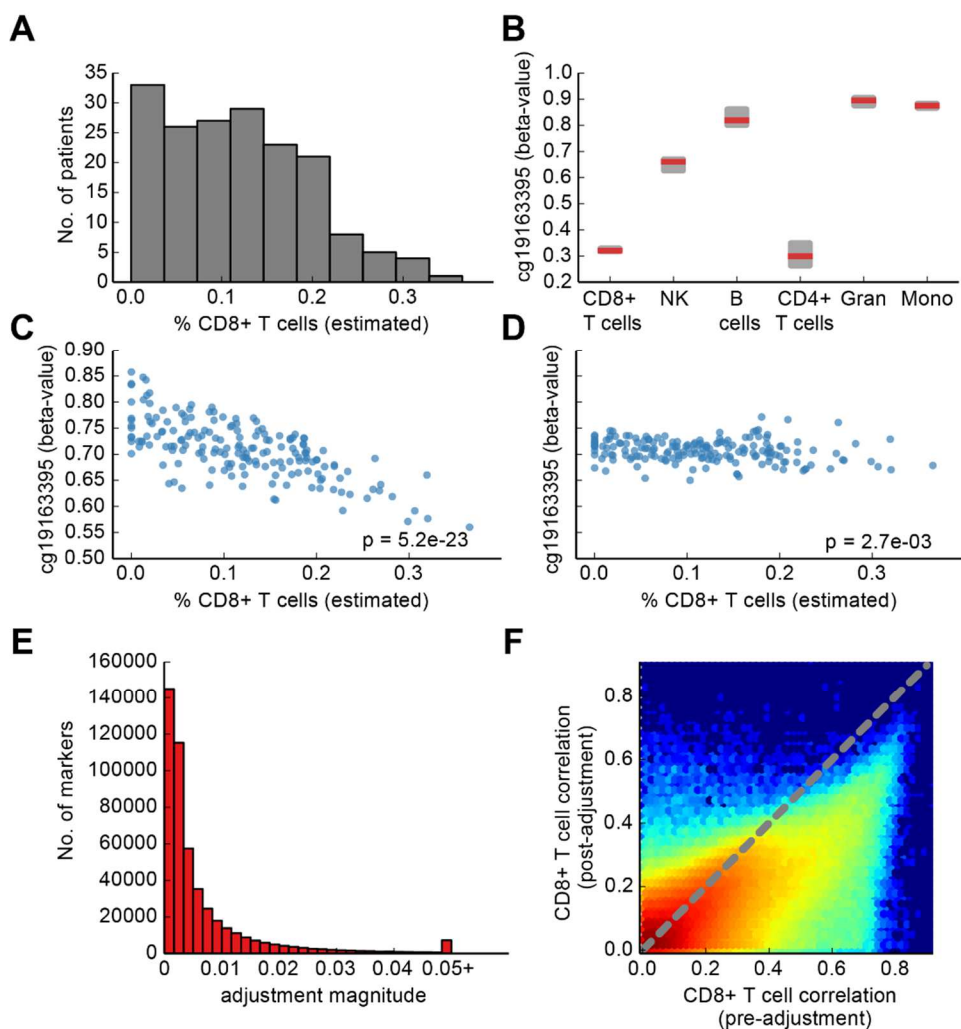 A
No. of patients
35
30
25
20
15
10
5
0
0.0 0.1 0.2 0.3
% CD8+ T cells (estimated)
B
cg19163395 (beta-value)
1.0
0.9
0.8
0.7
0.6
0.5
0.4
0.3
0.2
CD8+ NK B CD4+ Gran Mono
T cells cells T cells
C
cg19163395 (beta-value)
0.90
0.85
0.80
0.75
0.70
0.65
0.60
0.55
0.50
p = 5.2e-23
0.0 0.1 0.2 0.3
% CD8+ T cells (estimated)
D
cg19163395 (beta-value)
p = 2.7e-03
0.0 0.1 0.2 0.3
% CD8+ T cells (estimated)
E
No. of markers
160000
140000
120000
100000
80000
60000
40000
20000
0
0 0.01 0.02 0.03 0.04 0.05+
adjustment magnitude
F
CD8+ T cell correlation
(post-adjustment)
0.8
0.6
0.4
0.2
0.0
0.0 0.2 0.4 0.6 0.8
CD8+ T cell correlation
(pre-adjustment)